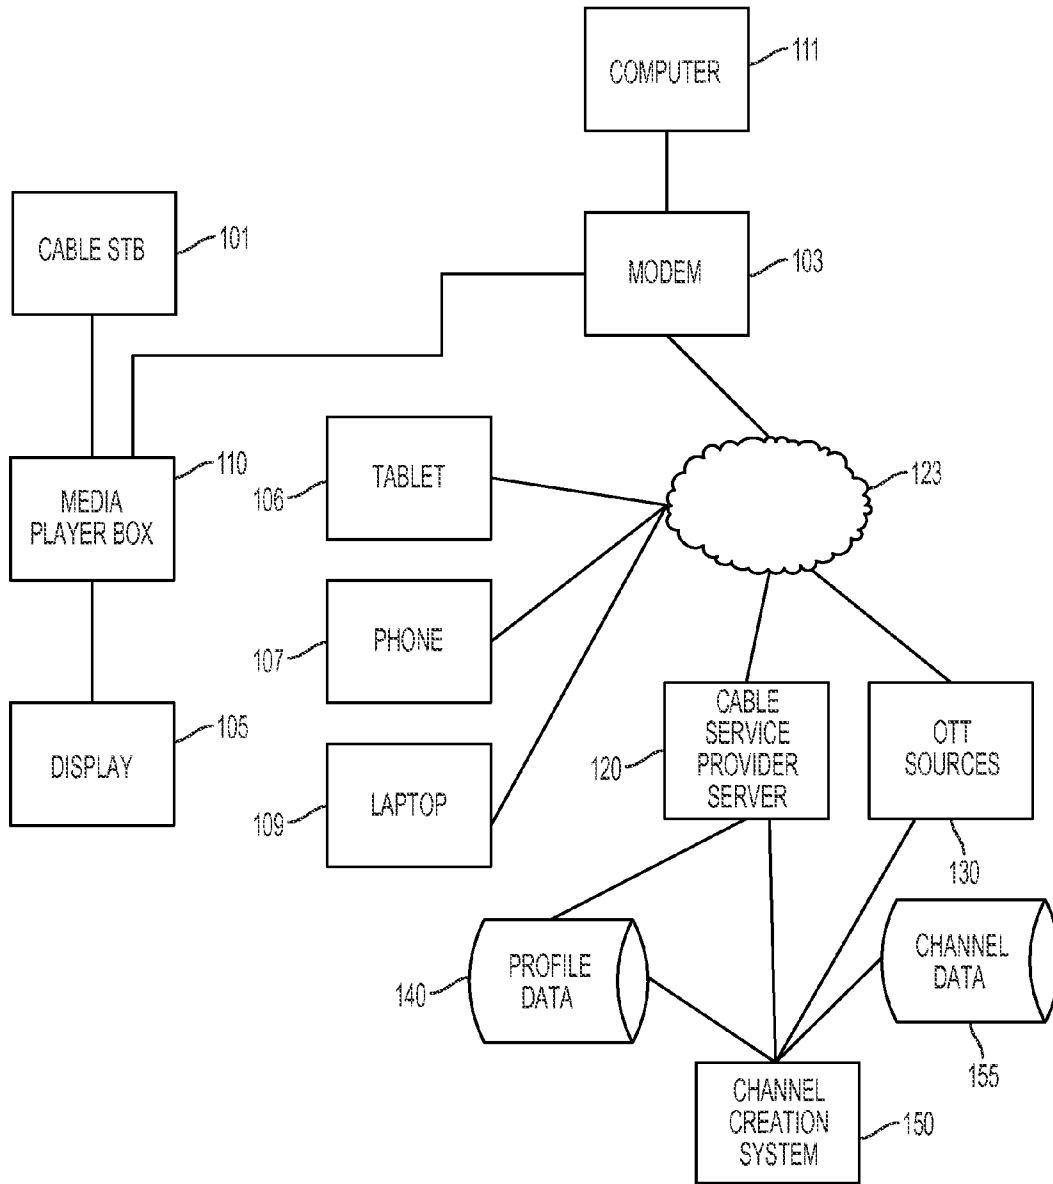 COMPUTER
111
CABLE STB
101
MODEM
103
MEDIA
PLAYER BOX
110
TABLET
106
123
PHONE
107
DISPLAY
105
LAPTOP
109
CABLE
SERVICE
PROVIDER
SERVER
120
OTT
SOURCES
130
PROFILE
DATA
140
CHANNEL
DATA
155
CHANNEL
CREATION
SYSTEM
150